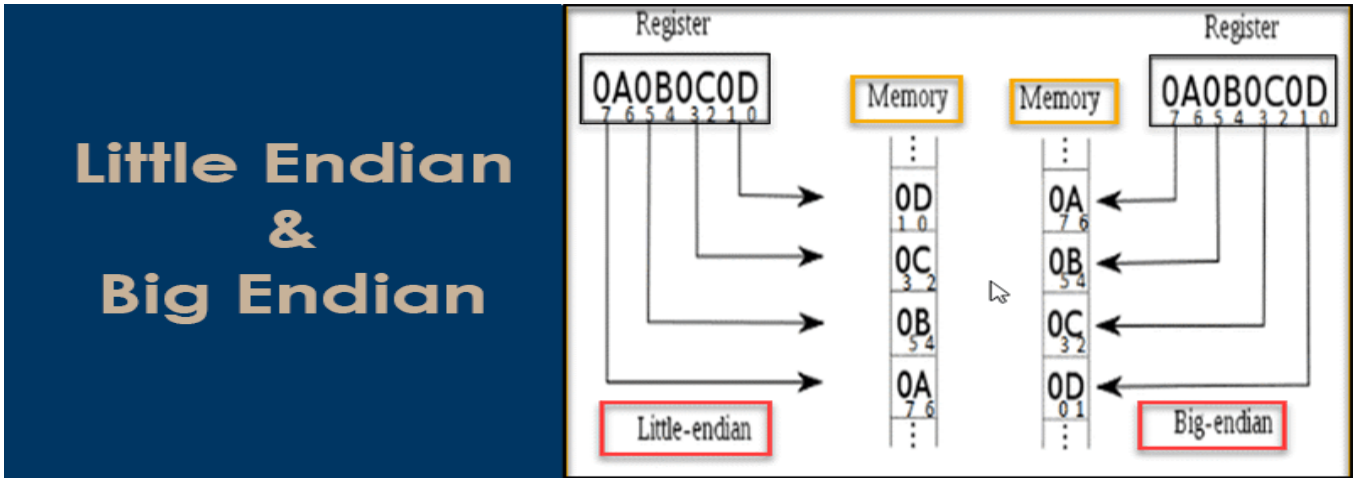 Little Endian
&
Big Endian
Register
0A0B0C0D
7 6 5 4 3 2 1 0
Memory
0D
1 0
0C
3 2
0B
5 4
0A
7 6
Little-endian
Memory
0A
7 6
0B
5 4
0C
3 2
0D
0 1
Register
0A0B0C0D
7 6 5 4 3 2 1 0
Big-endian